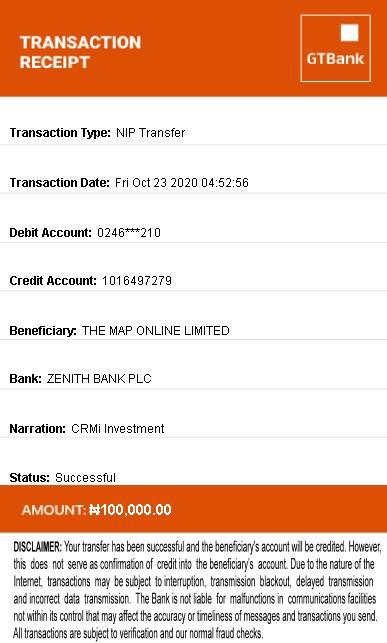 TRANSACTION
RECEIPT
GTBank
Transaction Type: NIP Transfer
Transaction Date: Fri Oct 23 2020 04:52:56
Debit Account: 0246***210
Credit Account: 1016497279
Beneficiary: THE MAP ONLINE LIMITED
Bank: ZENITH BANK PLC
Narration: CRMi Investment
Status: Successful
AMOUNT: ₦100,000.00
DISCLAIMER: Your transfer has been successful and the beneficiary's account will be credited. However,
this does not serve as confirmation of credit into the beneficiary's account. Due to the nature of the
Internet, transactions may be subject to interruption, transmission blackout, delayed transmission
and incorrect data transmission. The Bank is not liable for malfunctions in communications facilities
not within its control that may affect the accuracy or timeliness of messages and transactions you send.
All transactions are subject to verification and our normal fraud checks.